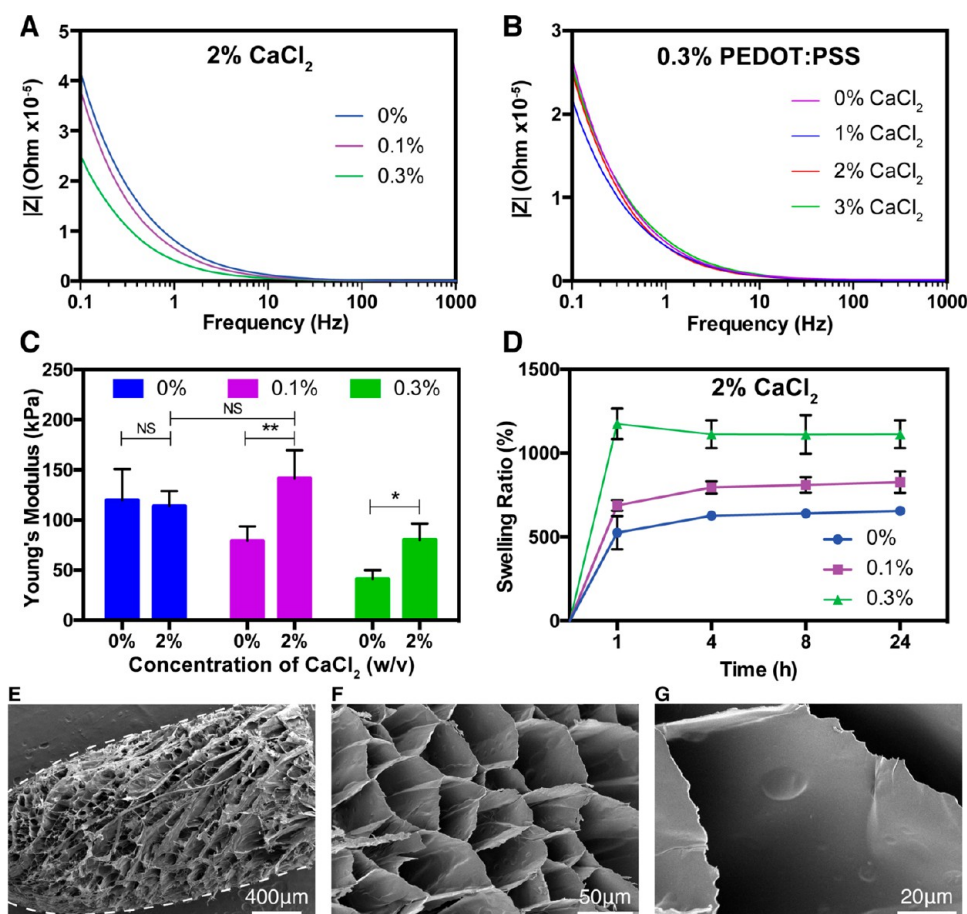 A
2% CaCl₂
|Z| (Ohm x10⁻⁵)
5
4
3
2
1
0
0%
0.1%
0.3%
0.1
1
10
100
1000
Frequency (Hz)
B
0.3% PEDOT:PSS
|Z| (Ohm x10⁻⁵)
3
2
1
0
0% CaCl₂
1% CaCl₂
2% CaCl₂
3% CaCl₂
0.1
1
10
100
1000
Frequency (Hz)
C
Young's Modulus (kPa)
250
200
150
100
50
0
0%
0.1%
0.3%
NS
NS
**
*
0%
2%
0%
2%
0%
2%
Concentration of CaCl₂ (w/v)
D
2% CaCl₂
Swelling Ratio (%)
1500
1000
500
0
0%
0.1%
0.3%
1
4
8
24
Time (h)
E
400µm
F
50µm
G
20µm